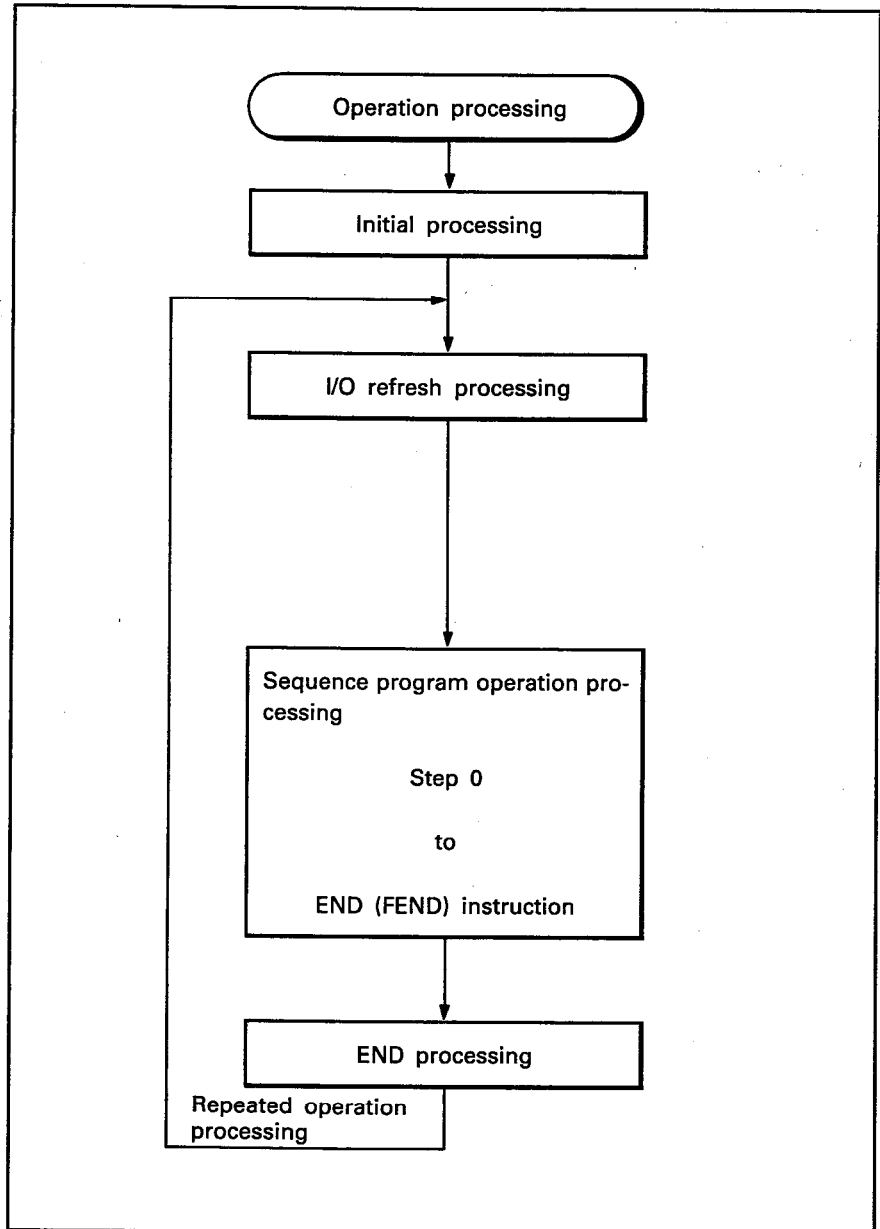 Operation processing
Initial processing
I/O refresh processing
Sequence program operation pro-
cessing
Step 0
to
END (FEND) instruction
END processing
Repeated operation
processing